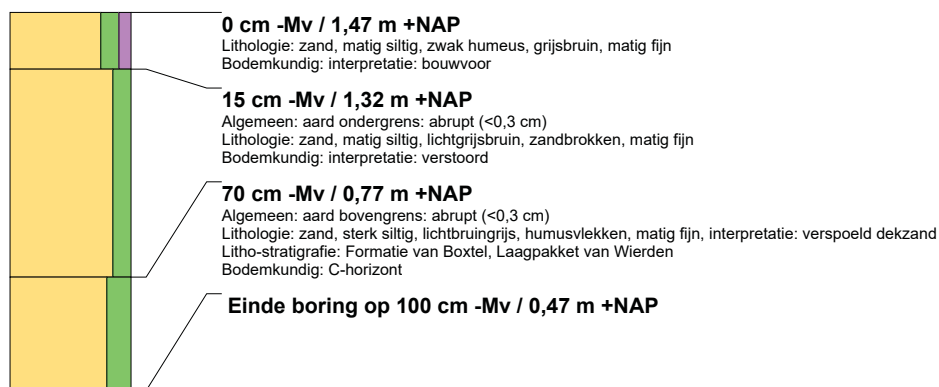 0 cm -Mv / 1,47 m +NAP
Lithologie: zand, matig siltig, zwak humeus, grijsbruin, matig fijn
Bodemkundig: interpretatie: bouwvoor
15 cm -Mv / 1,32 m +NAP
Algemeen: aard ondergrens: abrupt (<0,3 cm)
Lithologie: zand, matig siltig, lichtgrijsbruin, zandbrokken, matig fijn
Bodemkundig: interpretatie: verstoord
70 cm -Mv / 0,77 m +NAP
Algemeen: aard bovengrens: abrupt (<0,3 cm)
Lithologie: zand, sterk siltig, lichtbruingrijs, humusvlekken, matig fijn, interpretatie: verspoeld dekzand
Litho-stratigrafie: Formatie van Boxtel, Laagpakket van Wierden
Bodemkundig: C-horizont
Einde boring op 100 cm -Mv / 0,47 m +NAP